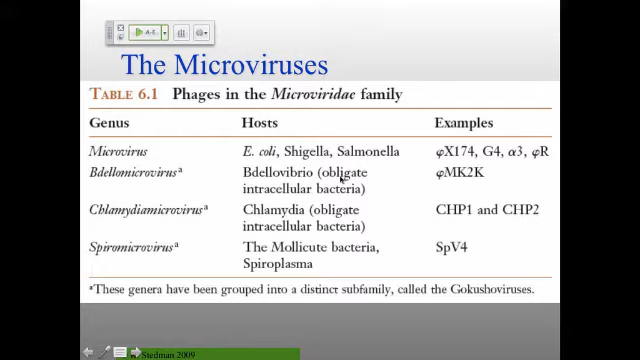 A-E
The Microviruses
TABLE 6.1 Phages in the Microviridae family
Genus Hosts Examples
Microvirus E. coli, Shigella, Salmonella φX174, G4, α3, φR
Bdellomicrovirusᵃ Bdellovibrio (obligate φMK2K
intracellular bacteria)
Chlamydiamicrovirusᵃ Chlamydia (obligate CHP1 and CHP2
intracellular bacteria)
Spiromicrovirusᵃ The Mollicute bacteria, SpV4
Spiroplasma
ᵃThese genera have been grouped into a distinct subfamily, called the Gokushoviruses.
Stedman 2009